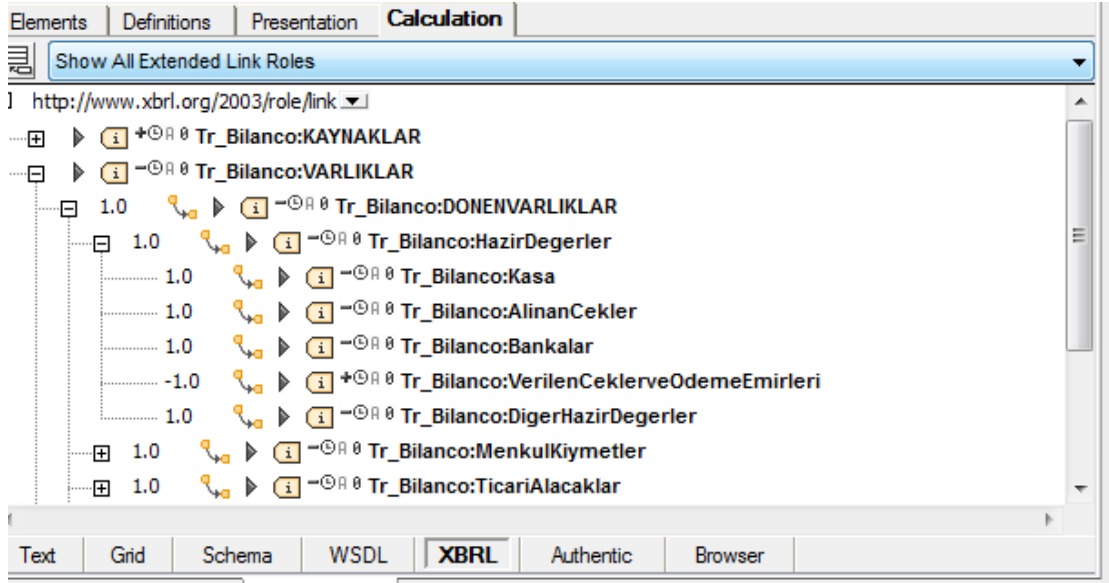 Elements Definitions Presentation Calculation
Show All Extended Link Roles
http://www.xbrl.org/2003/role/link
Tr_Bilanco:KAYNAKLAR
Tr_Bilanco:VARLIKLAR
1.0 Tr_Bilanco:DONENVARLIKLAR
1.0 Tr_Bilanco:HazirDegerler
1.0 Tr_Bilanco:Kasa
1.0 Tr_Bilanco:AlinanCekler
1.0 Tr_Bilanco:Bankalar
-1.0 Tr_Bilanco:VerilenCeklerveOdemeEmirleri
1.0 Tr_Bilanco:DigerHazirDegerler
1.0 Tr_Bilanco:MenkulKiymetler
1.0 Tr_Bilanco:TicariAlacaklar
Text Grid Schema WSDL XBRL Authentic Browser